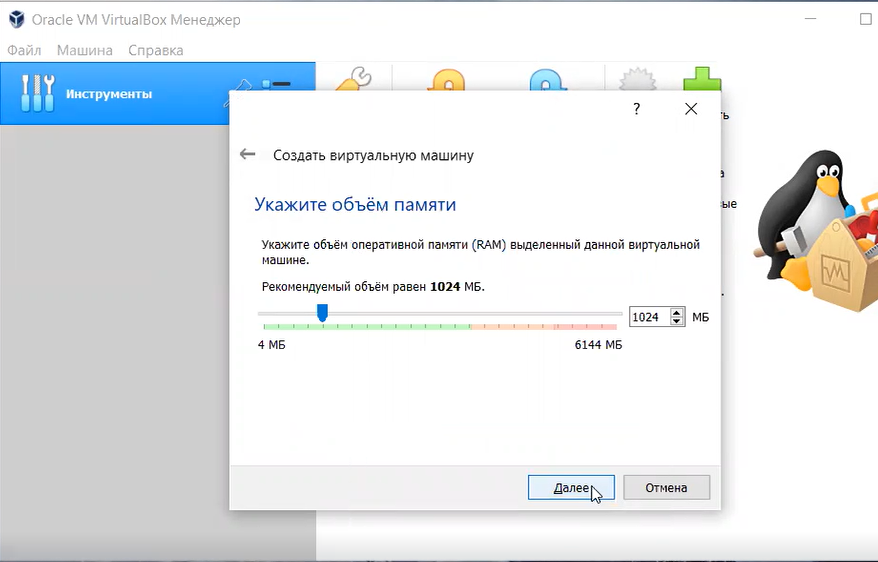 Oracle VM VirtualBox Менеджер
Файл Машина Справка
Инструменты
?
Создать виртуальную машину
Укажите объём памяти
Укажите объём оперативной памяти (RAM) выделенный данной виртуальной
машине.
Рекомендуемый объём равен 1024 МБ.
1024 МБ
4 МБ 6144 МБ
Далее Отмена